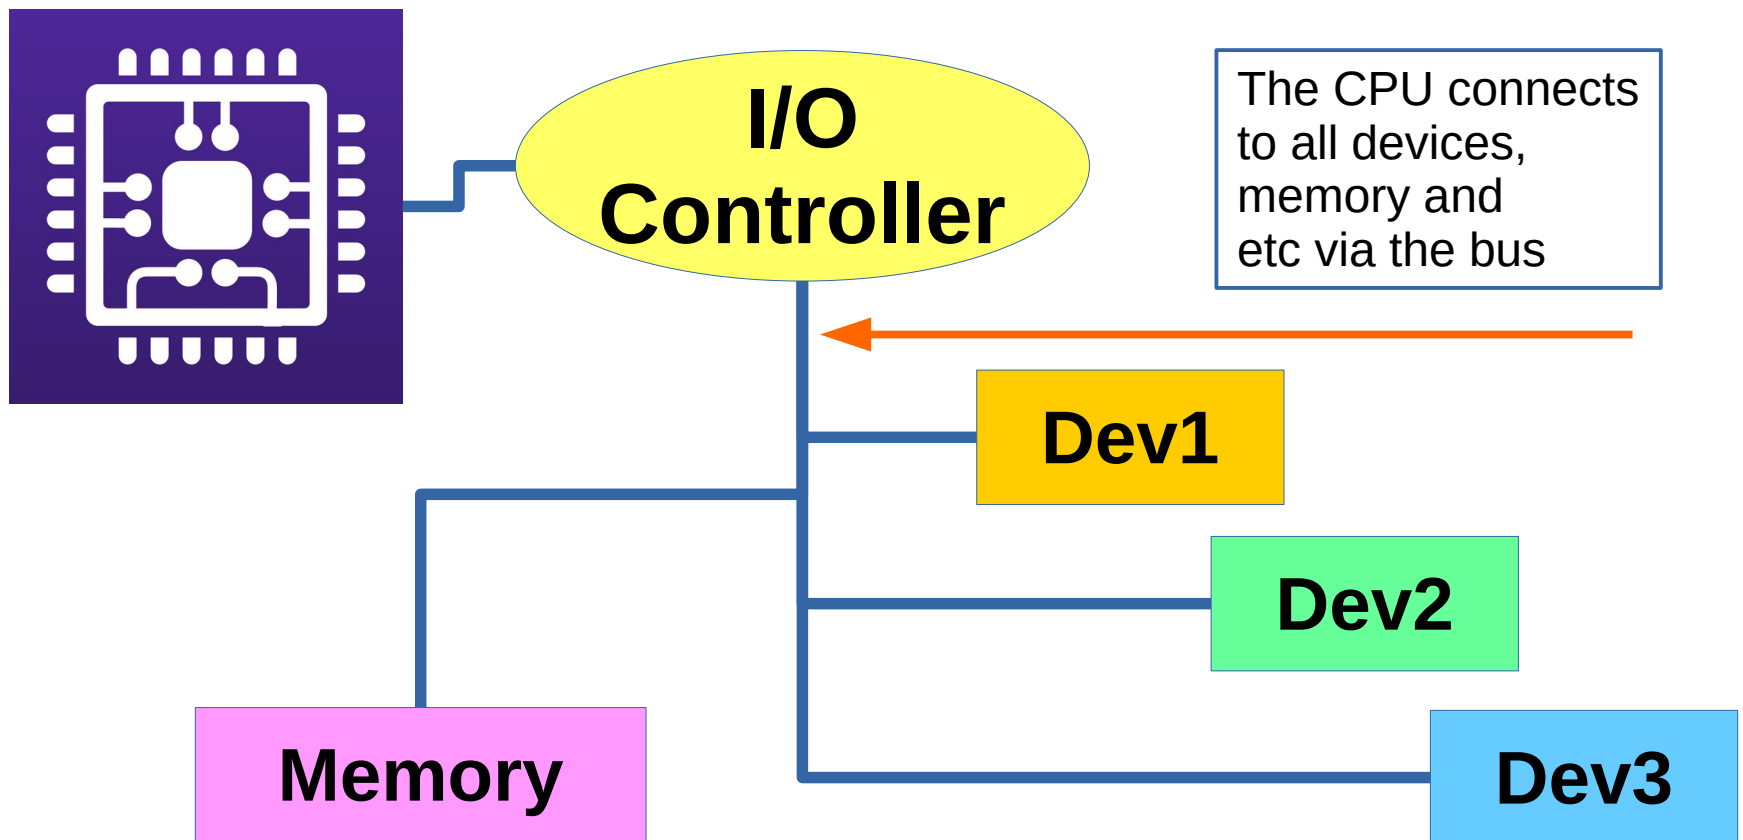 I/O
Controller
The CPU connects
to all devices,
memory and
etc via the bus
Dev1
Dev2
Memory
Dev3